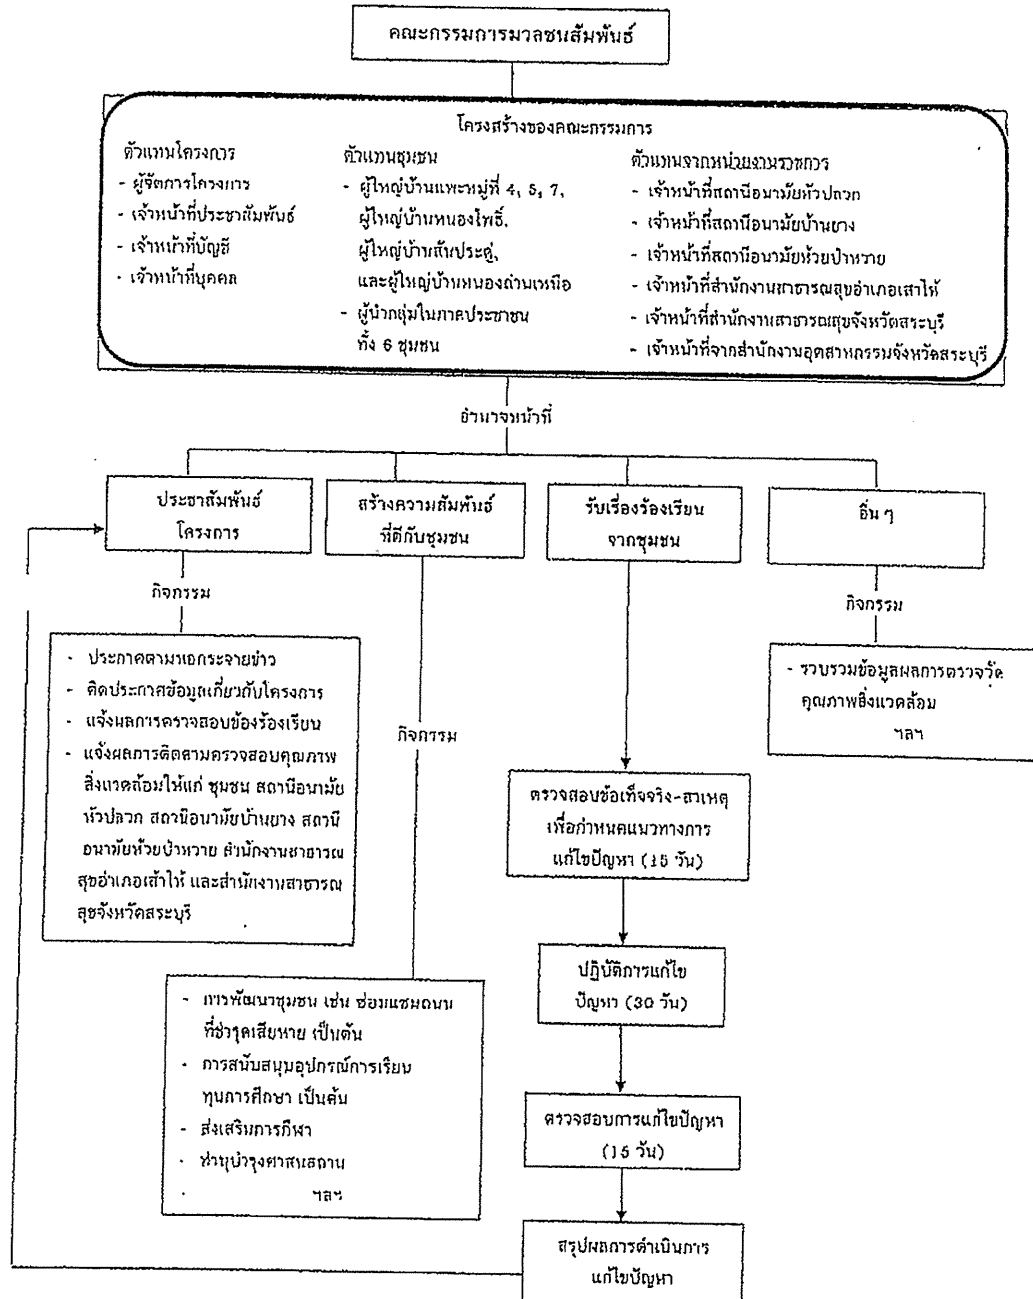 คณะกรรมการมวลชนสัมพันธ์
โครงสร้างของคณะกรรมการ
ตัวแทนโครงการ
- ผู้จัดการโครงการ
- เจ้าหน้าที่ประชาสัมพันธ์
- เจ้าหน้าที่บัญชี
- เจ้าหน้าที่บุคคล
ตัวแทนชุมชน
- ผู้ใหญ่บ้านแพะหมู่ที่ 4, 5, 7,
ผู้ใหญ่บ้านหนองโพธิ์,
ผู้ใหญ่บ้านสันประดู่,
และผู้ใหญ่บ้านหนองถ่านเหนือ
- ผู้นำกลุ่มในภาคประชาชน
ทั้ง 6 ชุมชน
ตัวแทนจากหน่วยงานราชการ
- เจ้าหน้าที่สถานีอนามัยหัวปลวก
- เจ้าหน้าที่สถานีอนามัยบ้านยาง
- เจ้าหน้าที่สถานีอนามัยห้วยป่าหวาย
- เจ้าหน้าที่สำนักงานสาธารณสุขอำเภอเสาไห้
- เจ้าหน้าที่สำนักงานสาธารณสุขจังหวัดสระบุรี
- เจ้าหน้าที่จากสำนักงานอุตสาหกรรมจังหวัดสระบุรี
อำนาจหน้าที่
ประชาสัมพันธ์
โครงการ
สร้างความสัมพันธ์
ที่ดีกับชุมชน
รับเรื่องร้องเรียน
จากชุมชน
อื่น ๆ
กิจกรรม
- ประกาศตามหอกระจายข่าว
- ติดประกาศข้อมูลเกี่ยวกับโครงการ
- แจ้งผลการตรวจสอบข้องร้องเรียน
- แจ้งผลการติดตามตรวจสอบคุณภาพ
สิ่งแวดล้อมให้แก่ ชุมชน สถานีอนามัย
หัวปลวก สถานีอนามัยบ้านยาง สถานี
อนามัยห้วยป่าหวาย สำนักงานสาธารณ
สุขอำเภอเส้าไห้ และสำนักงานสาธารณ
สุขจังหวัดสระบุรี
กิจกรรม
- การพัฒนาชุมชน เช่น ซ่อมแซมถนน
ที่ชำรุดเสียหาย เป็นต้น
- การสนับสนุนอุปกรณ์การเรียน
ทุนการศึกษา เป็นต้น
- ส่งเสริมการกีฬา
- ทำนุบำรุงศาสนสถาน
- ฯลฯ
ตรวจสอบข้อเท็จจริง-สาเหตุ
เพื่อกำหนดแนวทางการ
แก้ไขปัญหา (15 วัน)
ปฏิบัติการแก้ไข
ปัญหา (30 วัน)
ตรวจสอบการแก้ไขปัญหา
(15 วัน)
สรุปผลการดำเนินการ
แก้ไขปัญหา
กิจกรรม
- รวบรวมข้อมูลผลการตรวจวัด
คุณภาพสิ่งแวดล้อม
ฯลฯ